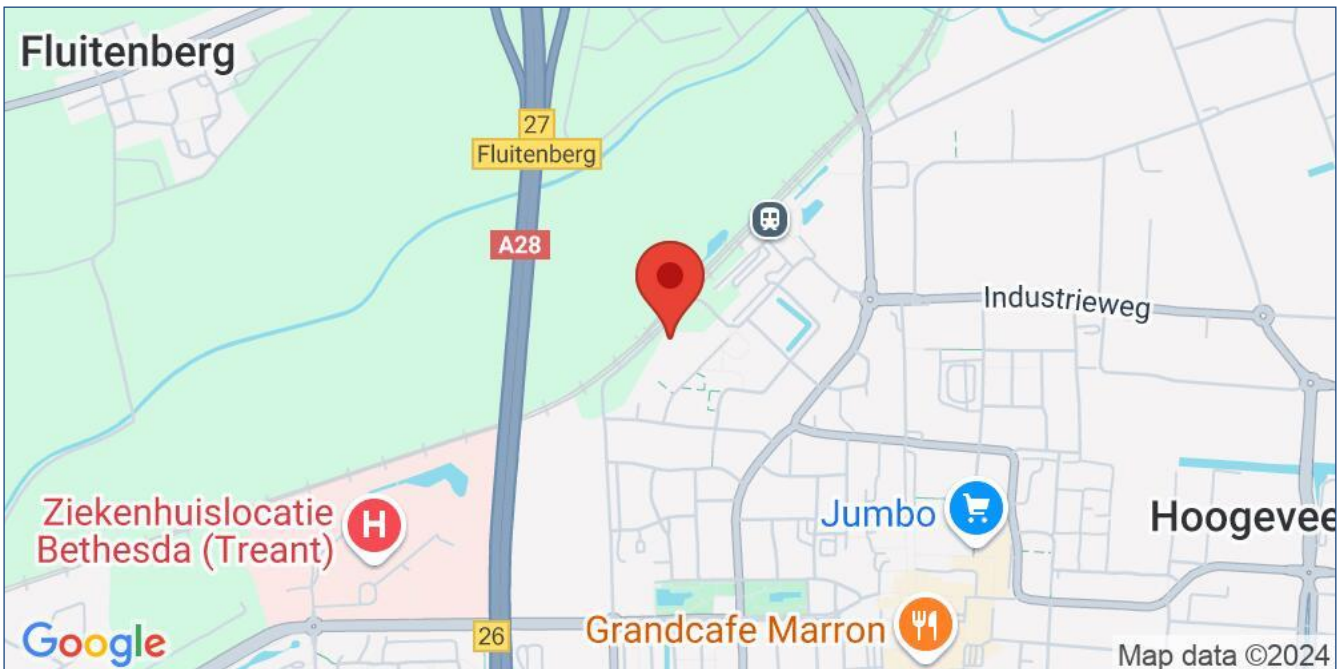 Fluitenberg
27
Fluitenberg
A28
Industrieweg
Ziekenhuislocatie
Bethesda (Treant)
H
Jumbo
Hoogevee
Grandcafe Marron
26
Google
Map data ©2024